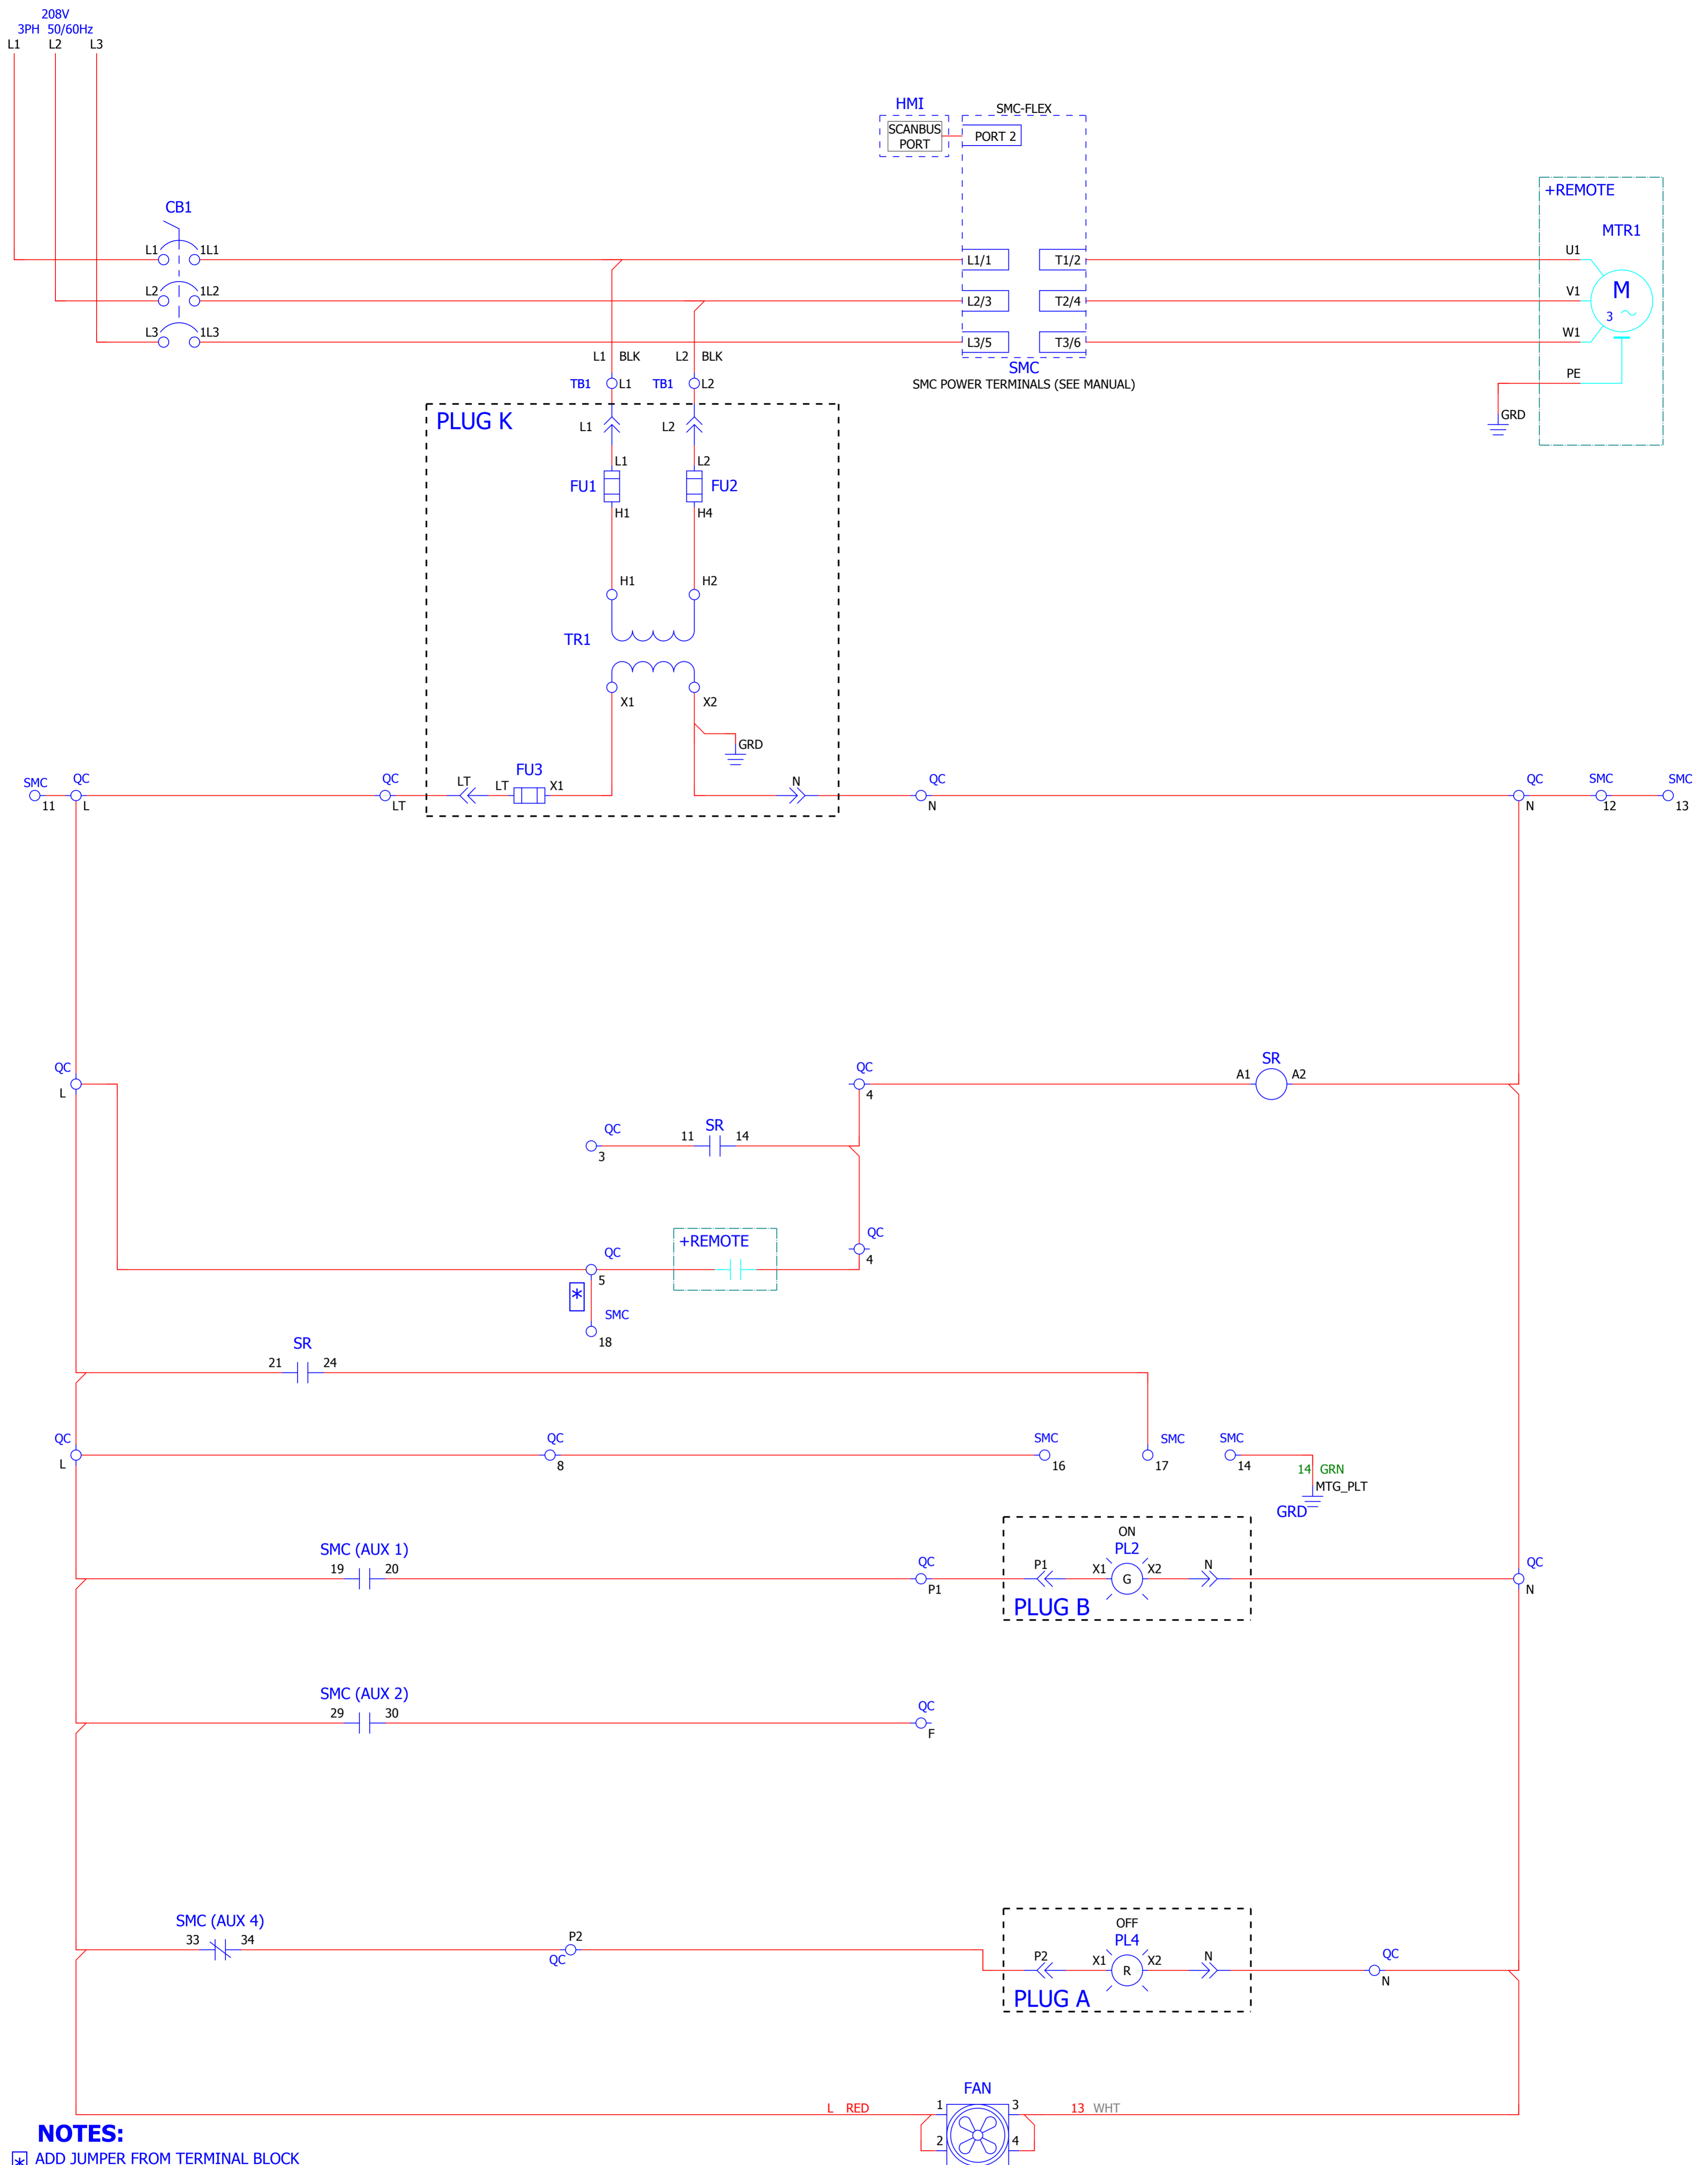 208V
3PH 50/60Hz
L1 L2 L3
HMI
SMC-FLEX
SCANBUS
PORT
PORT 2
+REMOTE
CB1
MTR1
L1 1L1 L1/1 T1/2 U1
L2 1L2 L2/3 T2/4 V1
M
3
L3 1L3 L3/5 T3/6 W1
L1 BLK L2 BLK
SMC
SMC POWER TERMINALS (SEE MANUAL)
PE
TB1 L1 TB1 L2
GRD
PLUG K
L1 L2
L1 L2
FU1 FU2
H1 H4
H1 H2
TR1
X1 X2
GRD
SMC QC QC LT LT FU3 X1 N QC QC SMC SMC
11 L LT N N 12 13
QC QC SR
L 4 A1 A2
QC SR
3 11 14
+REMOTE
QC
4
QC
5
*
SMC
18
SR
21 24
QC QC SMC SMC SMC
L 8 16 17 14
14 GRN
MTG_PLT
GRD
ON
SMC (AUX 1) PL2
19 20 QC P1 X1 G X2 N QC
P1 N
PLUG B
SMC (AUX 2)
29 30 QC
F
SMC (AUX 4) OFF
33 34 P2 PL4
QC P2 X1 R X2 N QC
N
PLUG A
FAN
L RED 1 3 13 WHT
2 4
NOTES:
* ADD JUMPER FROM TERMINAL BLOCK